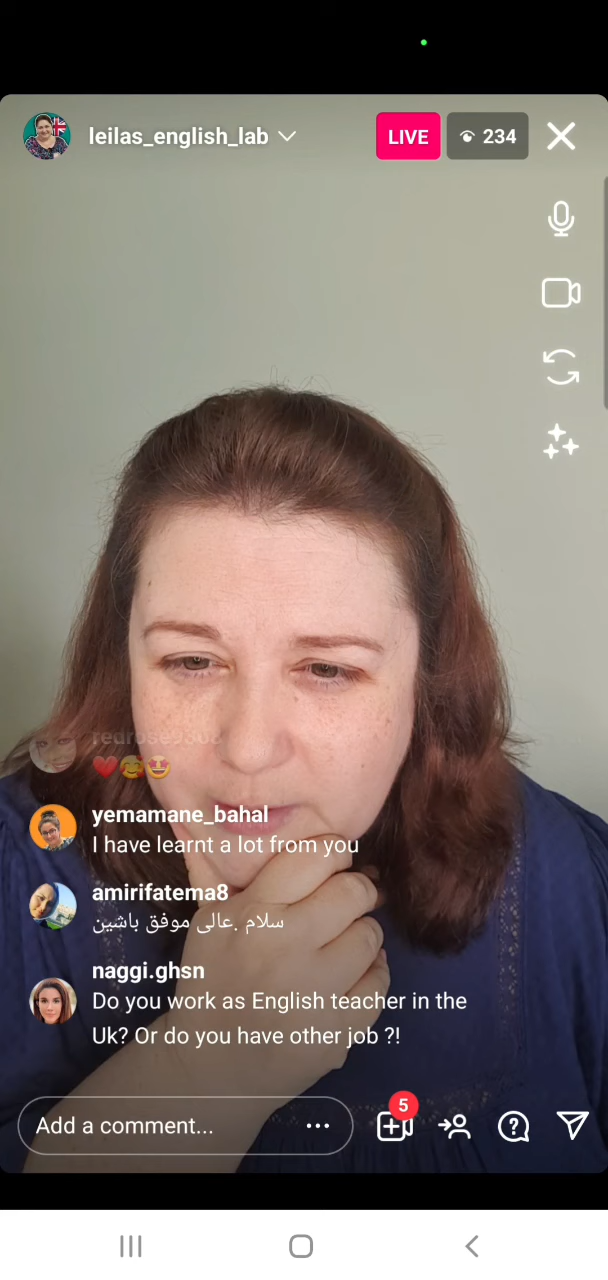 leilas_english_lab
LIVE
234
redrose9308
❤️🥰🤩
yemamane_bahal
I have learnt a lot from you
amirifatema8
سلام .عالی موفق باشین
naggi.ghsn
Do you work as English teacher in the
Uk? Or do you have other job ?!
Add a comment...
5